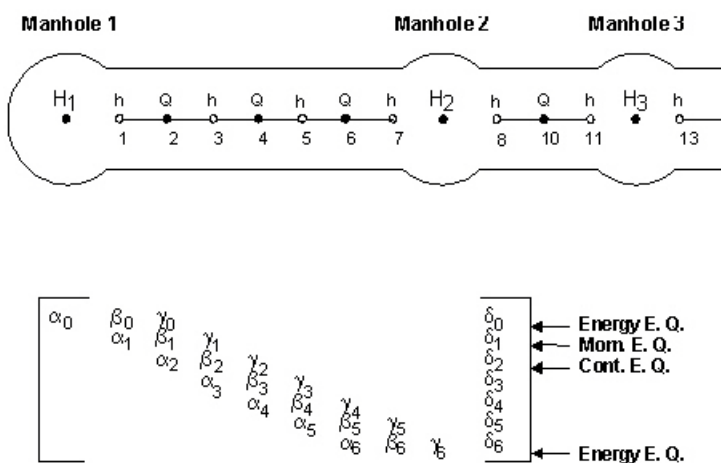 Manhole 1 Manhole 2 Manhole 3
H1 h Q h Q h Q h H2 h Q h H3 h
1 2 3 4 5 6 7 8 10 11 13
α0 β0 γ0 δ0 Energy E. Q.
α1 β1 γ1 δ1 Mom. E. Q.
α2 β2 γ2 δ2 Cont. E. Q.
α3 β3 γ3 δ3
α4 β4 γ4 δ4
α5 β5 γ5 δ5
α6 β6 γ6 δ6 Energy E. Q.